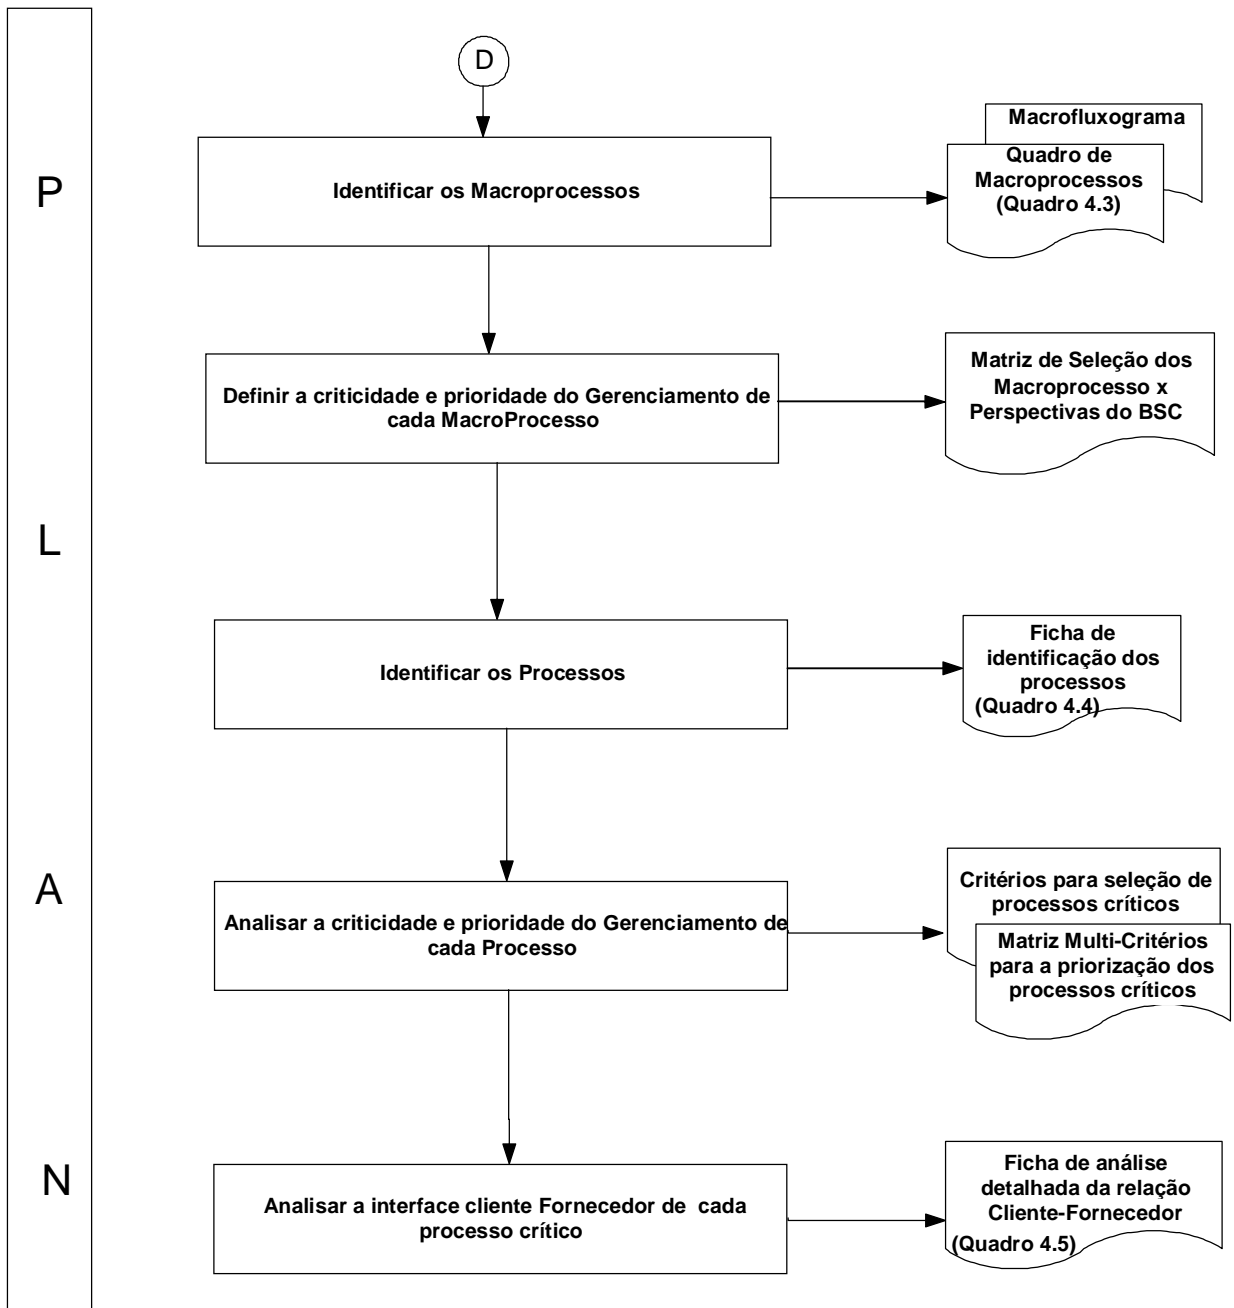 D
P
Identificar os Macroprocessos
Macrofluxograma
Quadro de
Macroprocessos
(Quadro 4.3)
Definir a criticidade e prioridade do Gerenciamento de
cada MacroProcesso
Matriz de Seleção dos
Macroprocesso x
Perspectivas do BSC
L
Identificar os Processos
Ficha de
identificação dos
processos
(Quadro 4.4)
A
Analisar a criticidade e prioridade do Gerenciamento de
cada Processo
Critérios para seleção de
processos críticos
Matriz Multi-Critérios
para a priorização dos
processos críticos
N
Analisar a interface cliente Fornecedor de  cada
processo crítico
Ficha de análise
detalhada da relação
Cliente-Fornecedor
(Quadro 4.5)